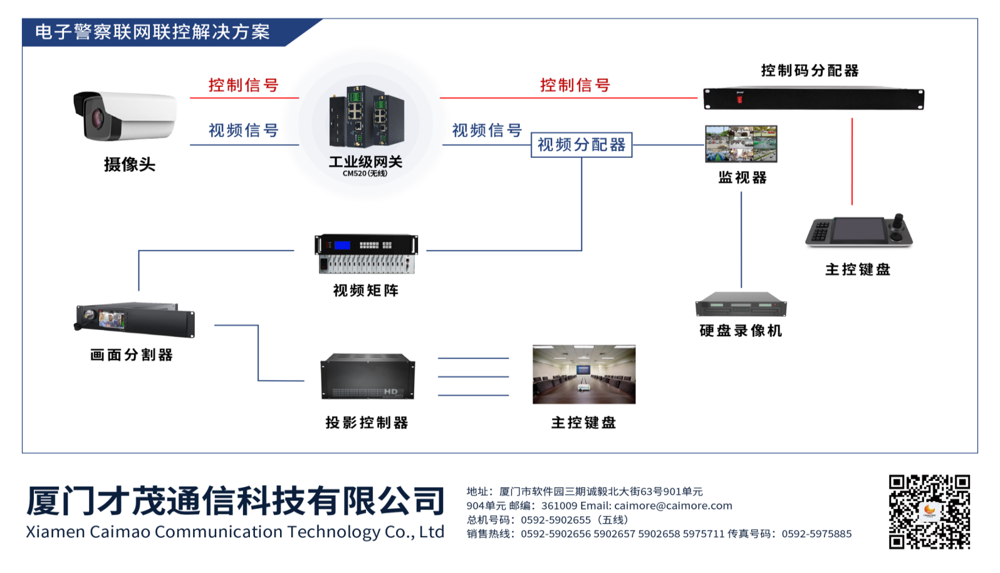 电子警察联网联控解决方案
控制码分配器
控制信号
控制信号
视频信号
视频信号
视频分配器
摄像头
工业级网关
CM520(无线)
监视器
主控键盘
视频矩阵
硬盘录像机
画面分割器
HD
投影控制器
主控键盘
厦门才茂通信科技有限公司
Xiamen Caimao Communication Technology Co., Ltd
地址：厦门市软件园三期诚毅北大街63号901单元
904单元 邮编：361009 Email: caimore@caimore.com
总机号码：0592-5902655（五线）
销售热线：0592-5902656 5902657 5902658 5975711 传真号码：0592-5975885